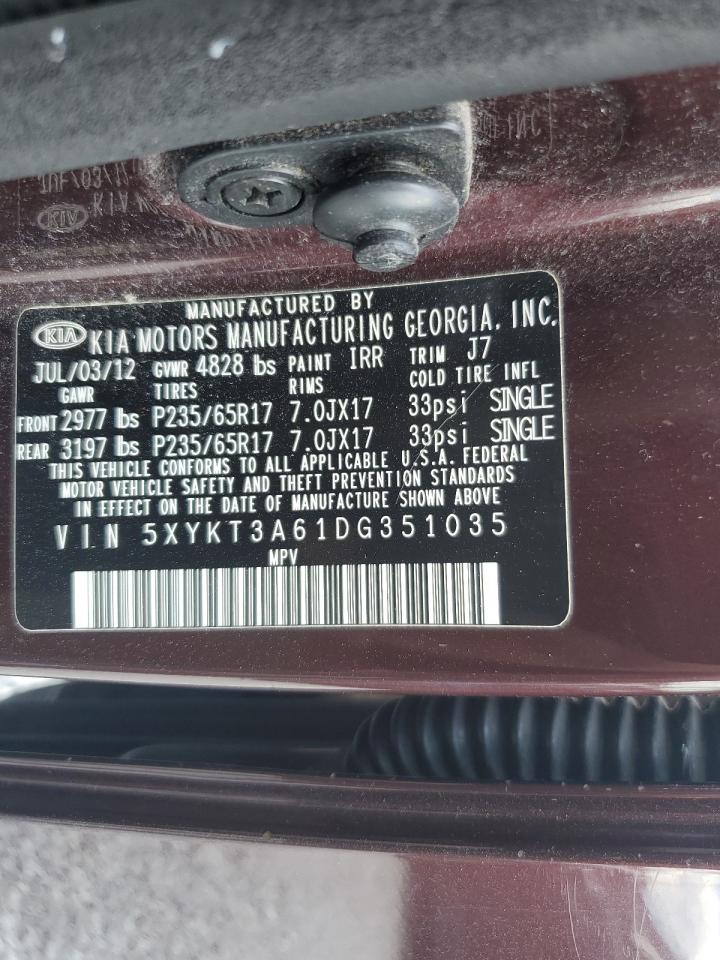 MANUFACTURED BY
KIA KIA MOTORS MANUFACTURING GEORGIA, INC.
JUL/03/12 GVWR 4828 lbs PAINT IRR TRIM J7
GAWR TIRES RIMS COLD TIRE INFL
FRONT 2977 lbs P235/65R17 7.0JX17 33psi SINGLE
REAR 3197 lbs P235/65R17 7.0JX17 33psi SINGLE
THIS VEHICLE CONFORMS TO ALL APPLICABLE U.S.A. FEDERAL
MOTOR VEHICLE SAFETY AND THEFT PREVENTION STANDARDS
IN EFFECT ON THE DATE OF MANUFACTURE SHOWN ABOVE
VIN 5XYKT3A61DG351035
MPV